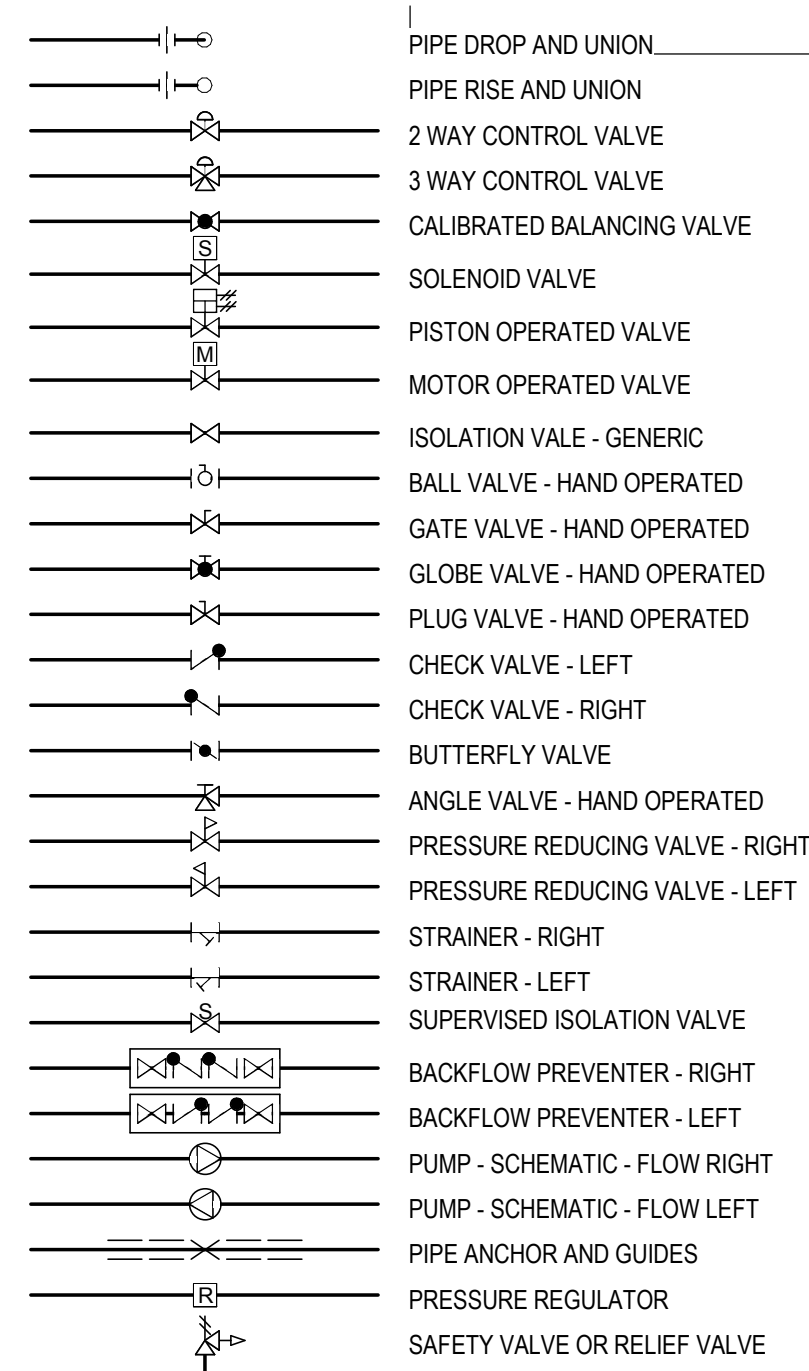 PIPE DROP AND UNION
PIPE RISE AND UNION
2 WAY CONTROL VALVE
3 WAY CONTROL VALVE
CALIBRATED BALANCING VALVE
S
SOLENOID VALVE
PISTON OPERATED VALVE
M
MOTOR OPERATED VALVE
ISOLATION VALE - GENERIC
BALL VALVE - HAND OPERATED
GATE VALVE - HAND OPERATED
GLOBE VALVE - HAND OPERATED
PLUG VALVE - HAND OPERATED
CHECK VALVE - LEFT
CHECK VALVE - RIGHT
BUTTERFLY VALVE
ANGLE VALVE - HAND OPERATED
PRESSURE REDUCING VALVE - RIGHT
PRESSURE REDUCING VALVE - LEFT
STRAINER - RIGHT
STRAINER - LEFT
S
SUPERVISED ISOLATION VALVE
BACKFLOW PREVENTER - RIGHT
BACKFLOW PREVENTER - LEFT
PUMP - SCHEMATIC - FLOW RIGHT
PUMP - SCHEMATIC - FLOW LEFT
PIPE ANCHOR AND GUIDES
R
PRESSURE REGULATOR
SAFETY VALVE OR RELIEF VALVE